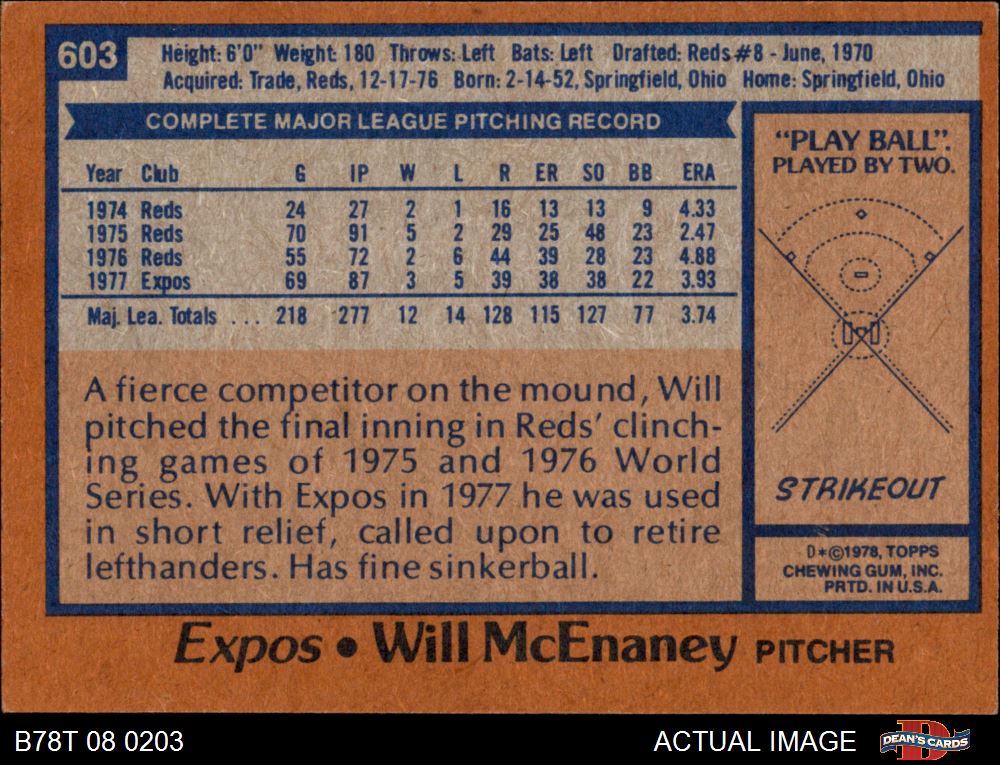 603
Height: 6'0" Weight: 180 Throws: Left Bats: Left Drafted: Reds #8 - June, 1970
Acquired: Trade, Reds, 12-17-76 Born: 2-14-52, Springfield, Ohio Home: Springfield, Ohio
COMPLETE MAJOR LEAGUE PITCHING RECORD
Year Club G IP W L R ER SO BB ERA
1974 Reds 24 27 2 1 16 13 13 9 4.33
1975 Reds 70 91 5 2 29 25 48 23 2.47
1976 Reds 55 72 2 6 44 39 28 23 4.88
1977 Expos 69 87 3 5 39 38 38 22 3.93
Maj. Lea. Totals ... 218 277 12 14 128 115 127 77 3.74
A fierce competitor on the mound, Will
pitched the final inning in Reds' clinch-
ing games of 1975 and 1976 World
Series. With Expos in 1977 he was used
in short relief, called upon to retire
lefthanders. Has fine sinkerball.
"PLAY BALL".
PLAYED BY TWO.
STRIKEOUT
D*©1978, TOPPS
CHEWING GUM, INC.
PRTD. IN U.S.A.
Expos • Will McEnaney PITCHER
B78T 08 0203
ACTUAL IMAGE
DEAN'S CARDS